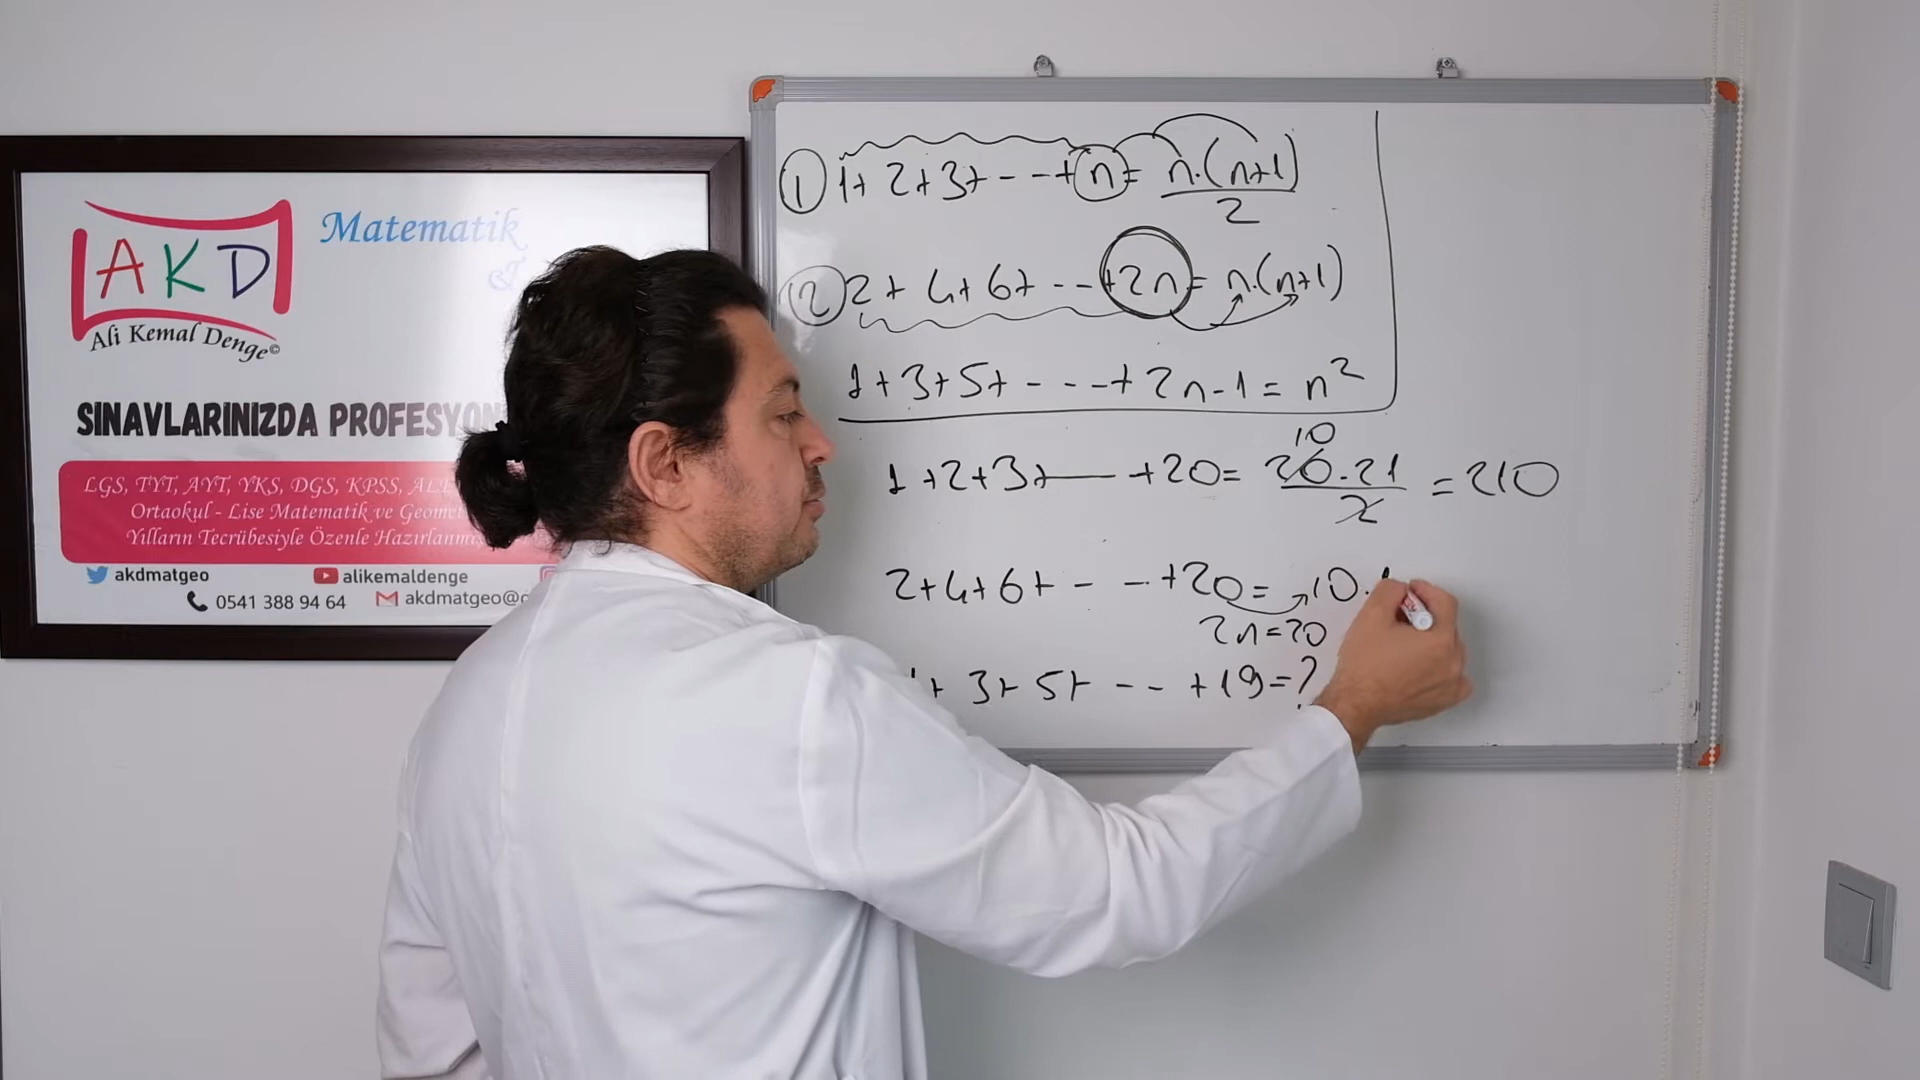 AKD
Ali Kemal Denge©
Matematik
SINAVLARINIZDA PROFESYON
LGS, TYT, AYT, YKS, DGS, KPSS, AL
Ortaokul - Lise Matematik ve Geome
Yılların Tecrübesiyle Özenle Hazırlanm
akdmatgeo
alikemaldenge
0541 388 94 64
akdmatgeo@g
① 1+2+3+---+n = n.(n+1)/2
② 2+4+6+---+2n = n.(n+1)
1+3+5+----+2n-1 = n²
10
1+2+3+—+20 = 20.21/2 = 210
2+4+6+- -+20 = 10.
2n=20
1+3+5+--+19=?